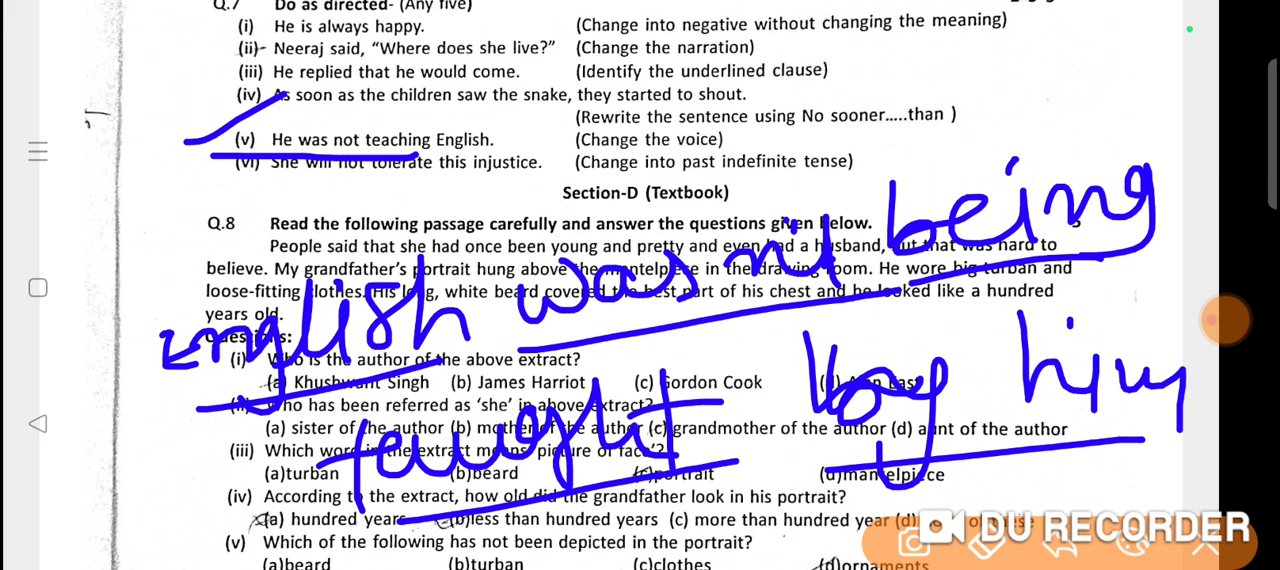 Q.7 Do as directed- (Any five)
(i) He is always happy. (Change into negative without changing the meaning)
(ii)- Neeraj said, “Where does she live?” (Change the narration)
(iii) He replied that he would come. (Identify the underlined clause)
(iv) As soon as the children saw the snake, they started to shout.
(Rewrite the sentence using No sooner.....than )
(v) He was not teaching English. (Change the voice)
(vi) She will not tolerate this injustice. (Change into past indefinite tense)
Section-D (Textbook)
Q.8 Read the following passage carefully and answer the questions given below.
People said that she had once been young and pretty and even had a husband, but that was hard to
believe. My grandfather’s portrait hung above the mantelpiece in the drawing room. He wore big turban and
loose-fitting clothes. His long, white beard covered the best part of his chest and he looked like a hundred
years old.
Questions:
(i) Who is the author of the above extract?
(a) Khushwant Singh (b) James Harriot (c) Gordon Cook (d)
(ii) Who has been referred as ‘she’ in above extract?
(a) sister of the author (b) mother of the author (c) grandmother of the author (d) aunt of the author
(iii) Which word in the extract means ‘picture of face’?
(a)turban (b)beard (c)portrait (d)mantelpiece
(iv) According to the extract, how old did the grandfather look in his portrait?
(a) hundred years (b)less than hundred years (c) more than hundred year (d)
(v) Which of the following has not been depicted in the portrait?
(a)beard (b)turban (c)clothes (d)ornaments
English was not being
taught by him
DU RECORDER